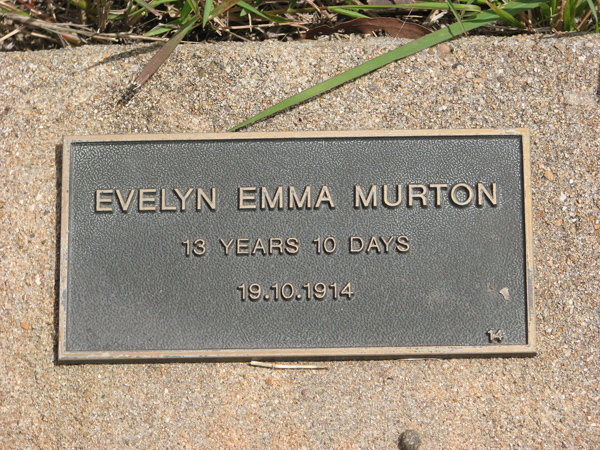 EVELYN EMMA MURTON
13 YEARS 10 DAYS
19.10.1914
14